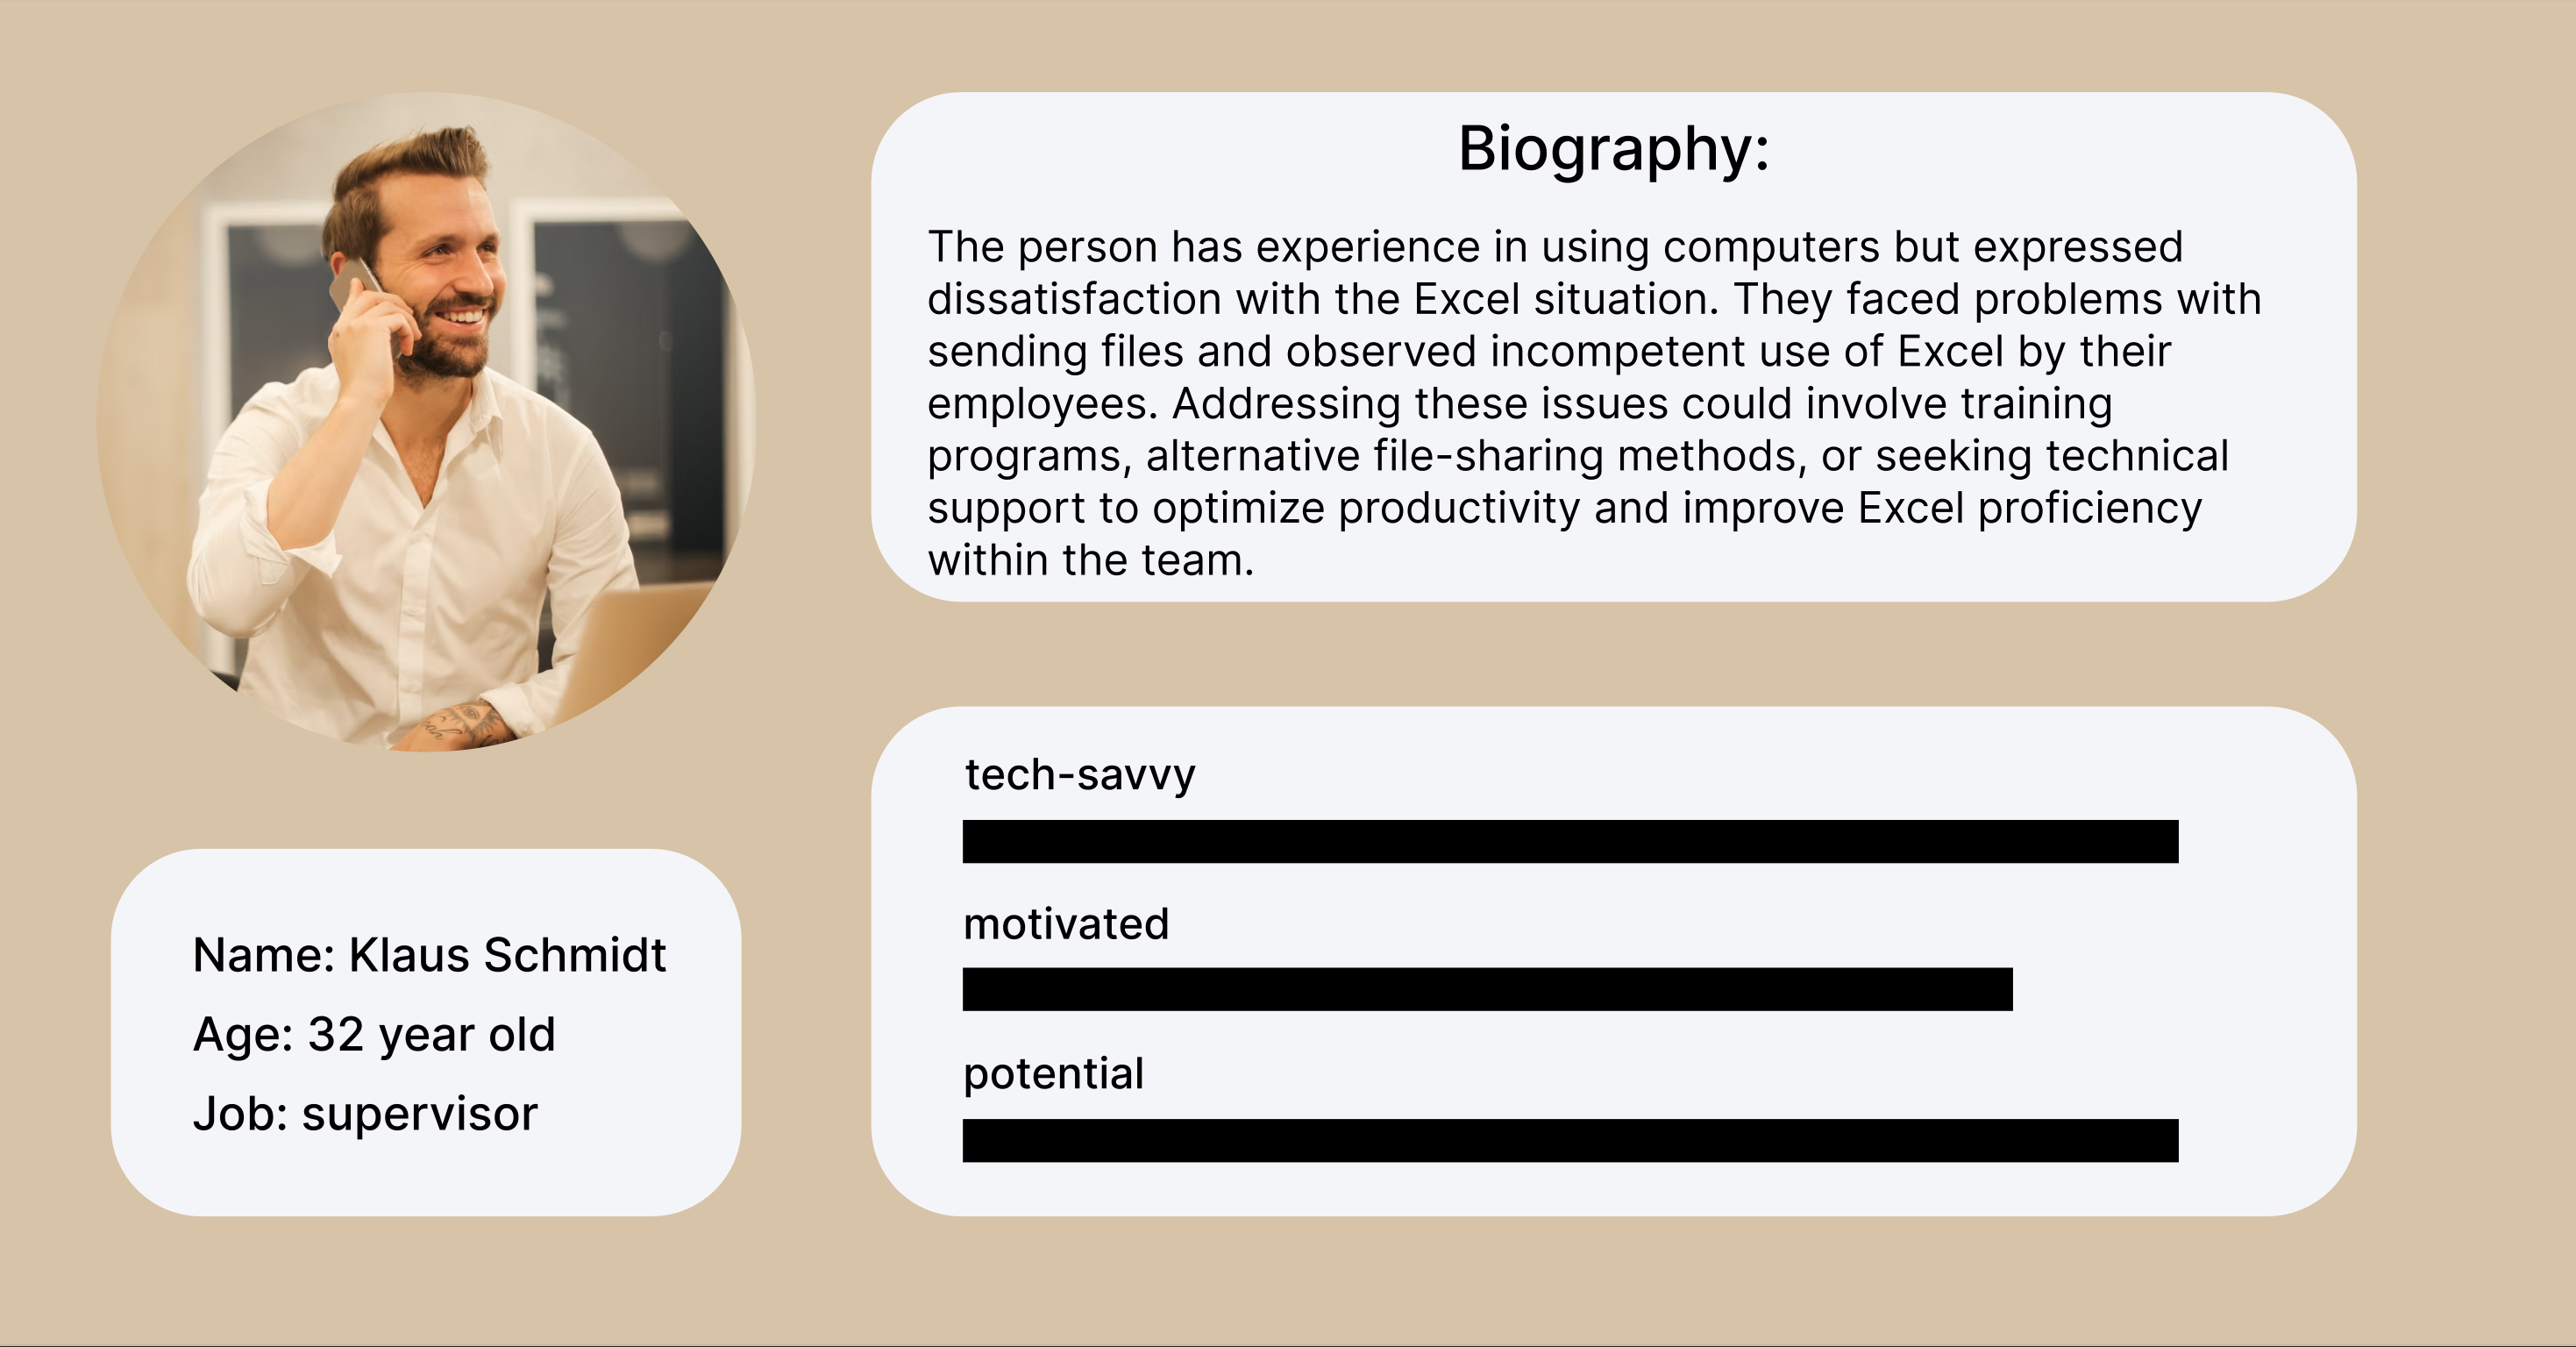 Biography:
The person has experience in using computers but expressed
dissatisfaction with the Excel situation. They faced problems with
sending files and observed incompetent use of Excel by their
employees. Addressing these issues could involve training
programs, alternative file-sharing methods, or seeking technical
support to optimize productivity and improve Excel proficiency
within the team.
Name: Klaus Schmidt
Age: 32 year old
Job: supervisor
tech-savvy
motivated
potential